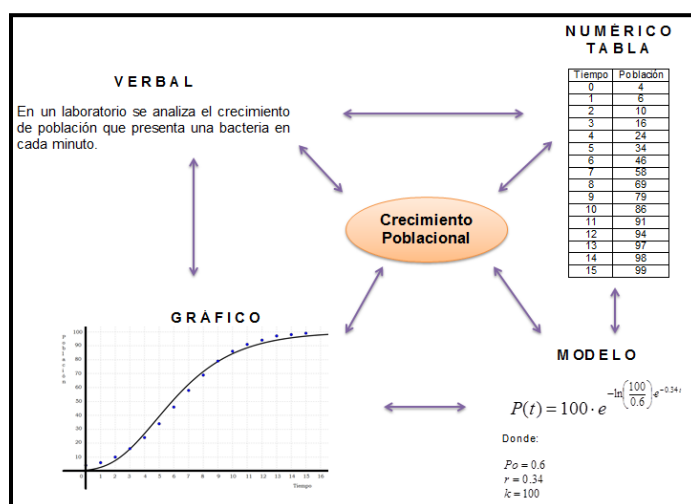 VERBAL
En un laboratorio se analiza el crecimiento
de población que presenta una bacteria en
cada minuto.
NUMÉRICO
TABLA
Tiempo Población
0 4
1 6
2 10
3 16
4 24
5 34
6 46
7 58
8 69
9 79
10 86
11 91
12 94
13 97
14 98
15 99
Crecimiento
Poblacional
GRÁFICO
Población
100
90
80
70
60
50
40
30
20
10
0 1 2 3 4 5 6 7 8 9 10 11 12 13 14 15 16
Tiempo
MODELO
P(t) = 100 · e^{-ln(100/0.6)·e^{-0.34t}}
Donde:
Po = 0.6
r = 0.34
k = 100